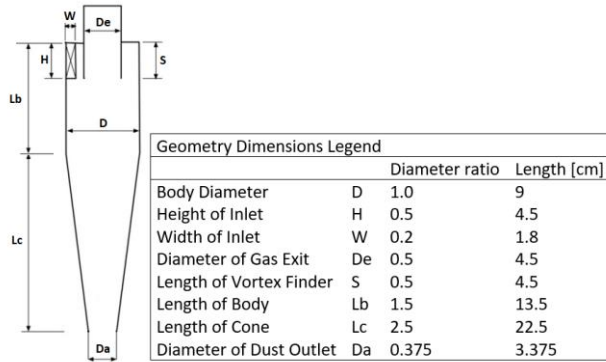 W
De
H
S
Lb
D
Lc
Da
Geometry Dimensions Legend
Diameter ratio Length [cm]
Body Diameter D 1.0 9
Height of Inlet H 0.5 4.5
Width of Inlet W 0.2 1.8
Diameter of Gas Exit De 0.5 4.5
Length of Vortex Finder S 0.5 4.5
Length of Body Lb 1.5 13.5
Length of Cone Lc 2.5 22.5
Diameter of Dust Outlet Da 0.375 3.375